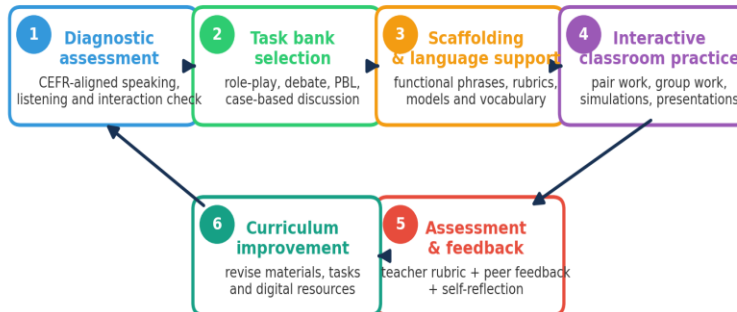 1
Diagnostic
assessment
CEFR-aligned speaking,
listening and interaction check
2
Task bank
selection
role-play, debate, PBL,
case-based discussion
3
Scaffolding
& language support
functional phrases, rubrics,
models and vocabulary
4
Interactive
classroom practice
pair work, group work,
simulations, presentations
5
Assessment
& feedback
teacher rubric + peer feedback
+ self-reflection
6
Curriculum
improvement
revise materials, tasks
and digital resources